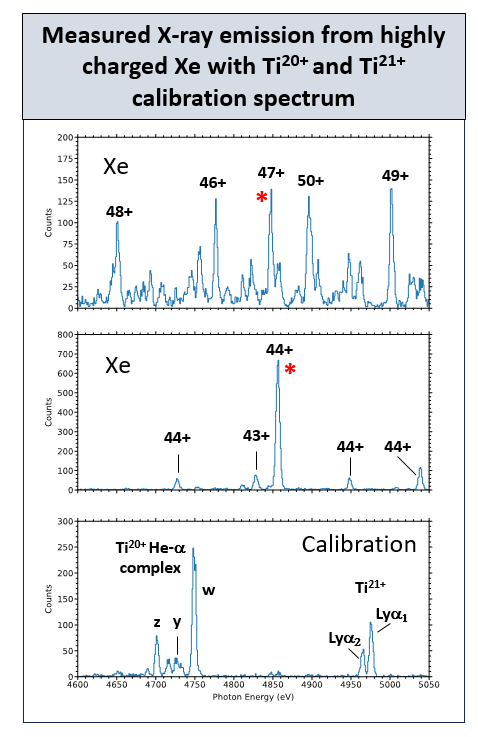 Measured X-ray emission from highly
charged Xe with Ti20+ and Ti21+
calibration spectrum
200
175
150
125
100
75
50
25
0
Counts
Xe
48+
46+
47+
*
50+
49+
800
700
600
500
400
300
200
100
0
Counts
Xe
44+
*
44+
43+
44+
44+
300
250
200
150
100
50
0
Counts
Calibration
Ti20+ He-α
complex
w
z
y
Ti21+
Lyα1
Lyα2
4600 4650 4700 4750 4800 4850 4900 4950 5000 5050
Photon Energy (eV)